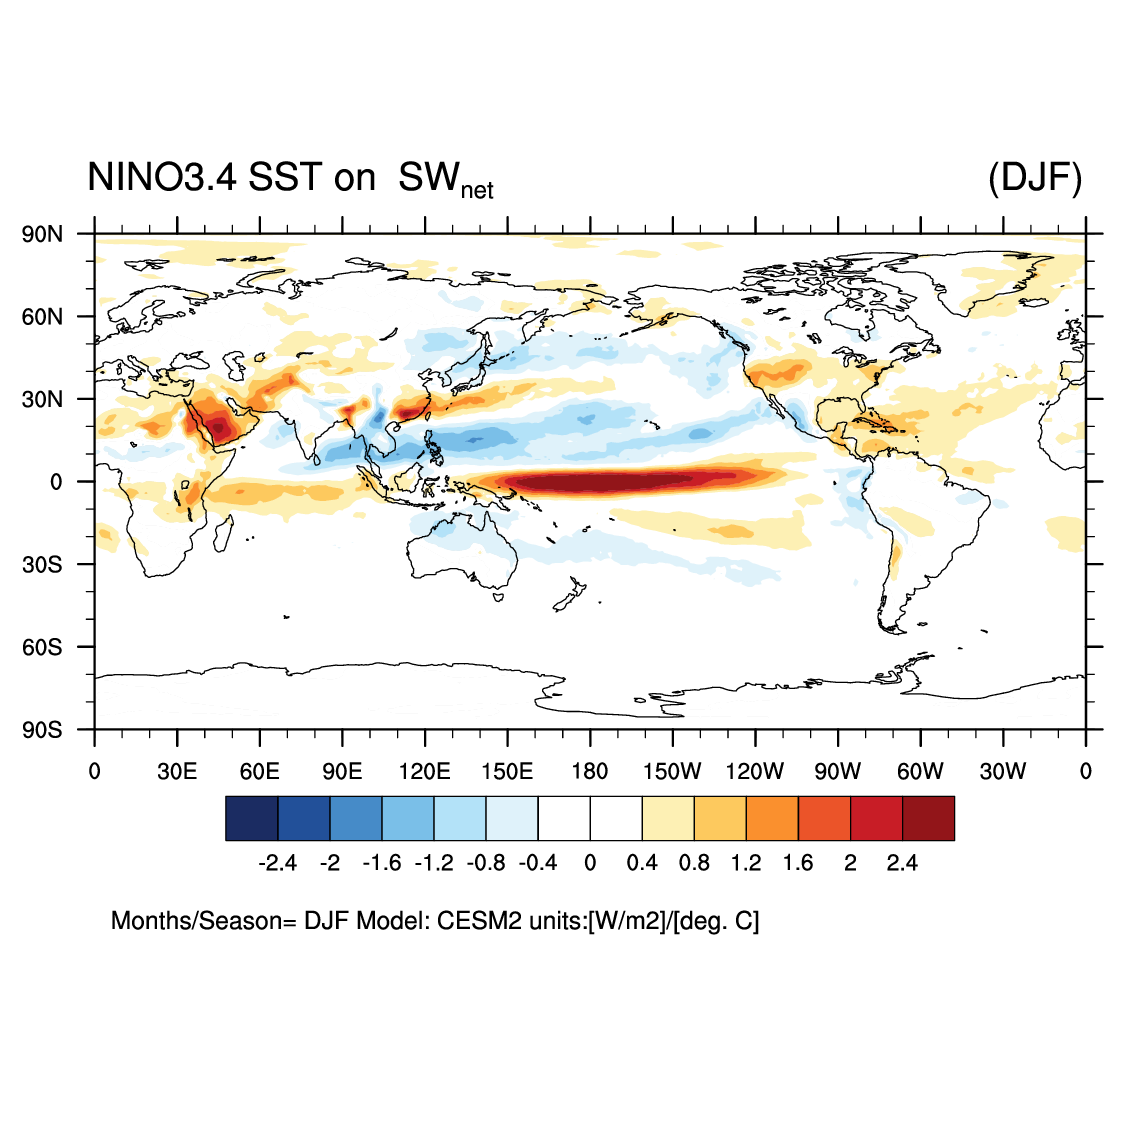 NINO3.4 SST on SWnet (DJF)
90N
60N
30N
0
30S
60S
90S
0 30E 60E 90E 120E 150E 180 150W 120W 90W 60W 30W 0
-2.4 -2 -1.6 -1.2 -0.8 -0.4 0 0.4 0.8 1.2 1.6 2 2.4
Months/Season= DJF Model: CESM2 units:[W/m2]/[deg. C]